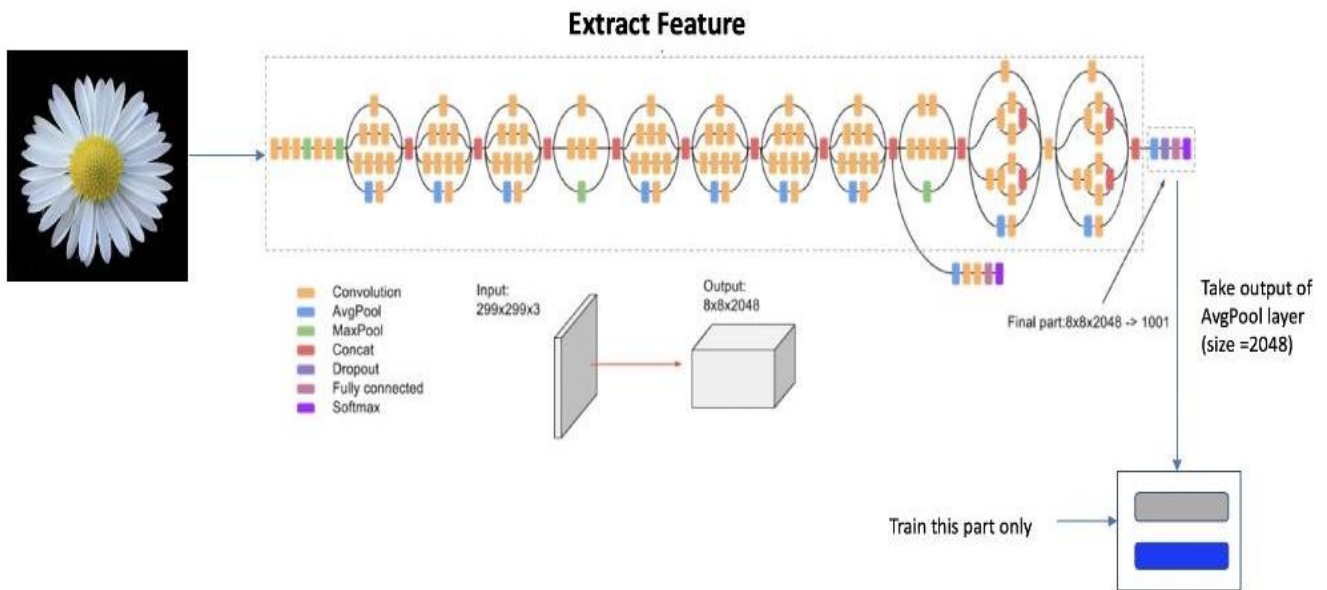 Extract Feature
Convolution
AvgPool
MaxPool
Concat
Dropout
Fully connected
Softmax
Input:
299x299x3
Output:
8x8x2048
Final part:8x8x2048 -> 1001
Take output of
AvgPool layer
(size =2048)
Train this part only